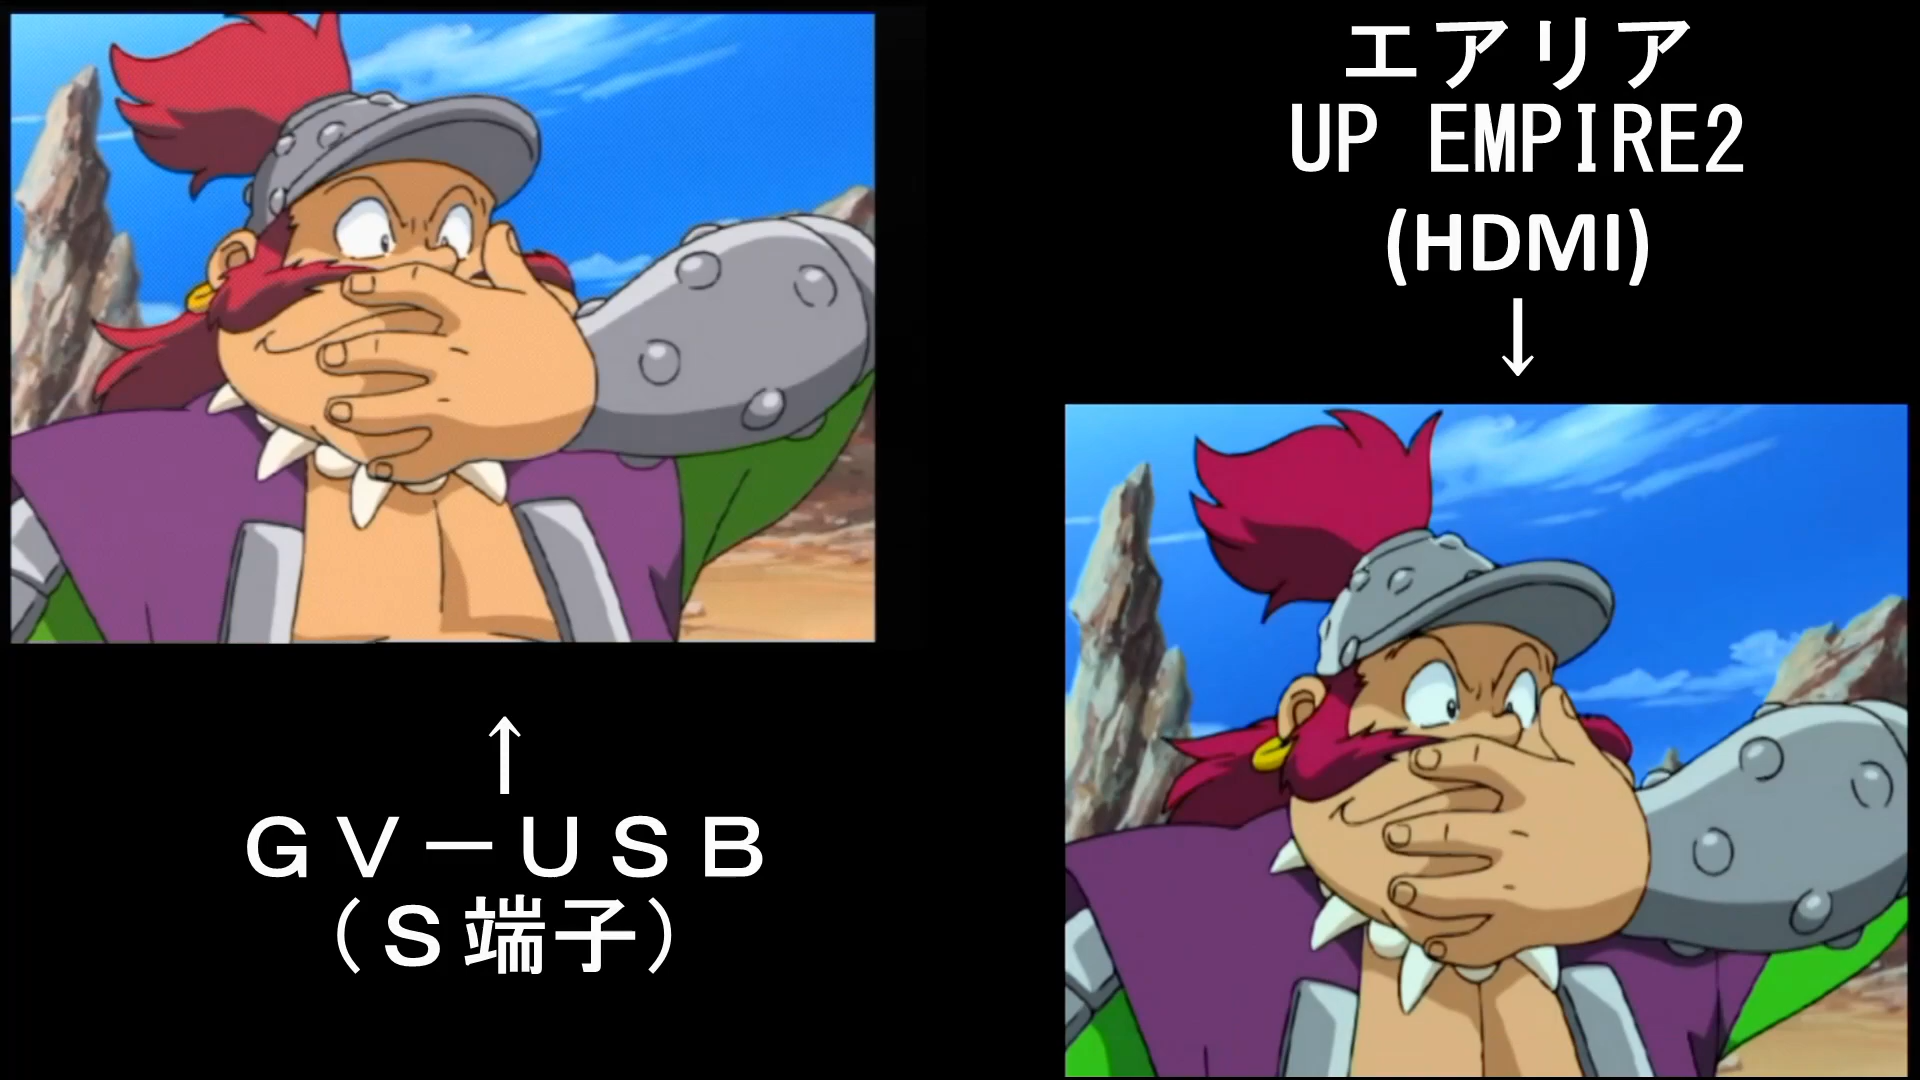 エアリア
UP EMPIRE2
(HDMI)
↓
↑
ＧＶ－ＵＳＢ
（Ｓ端子）